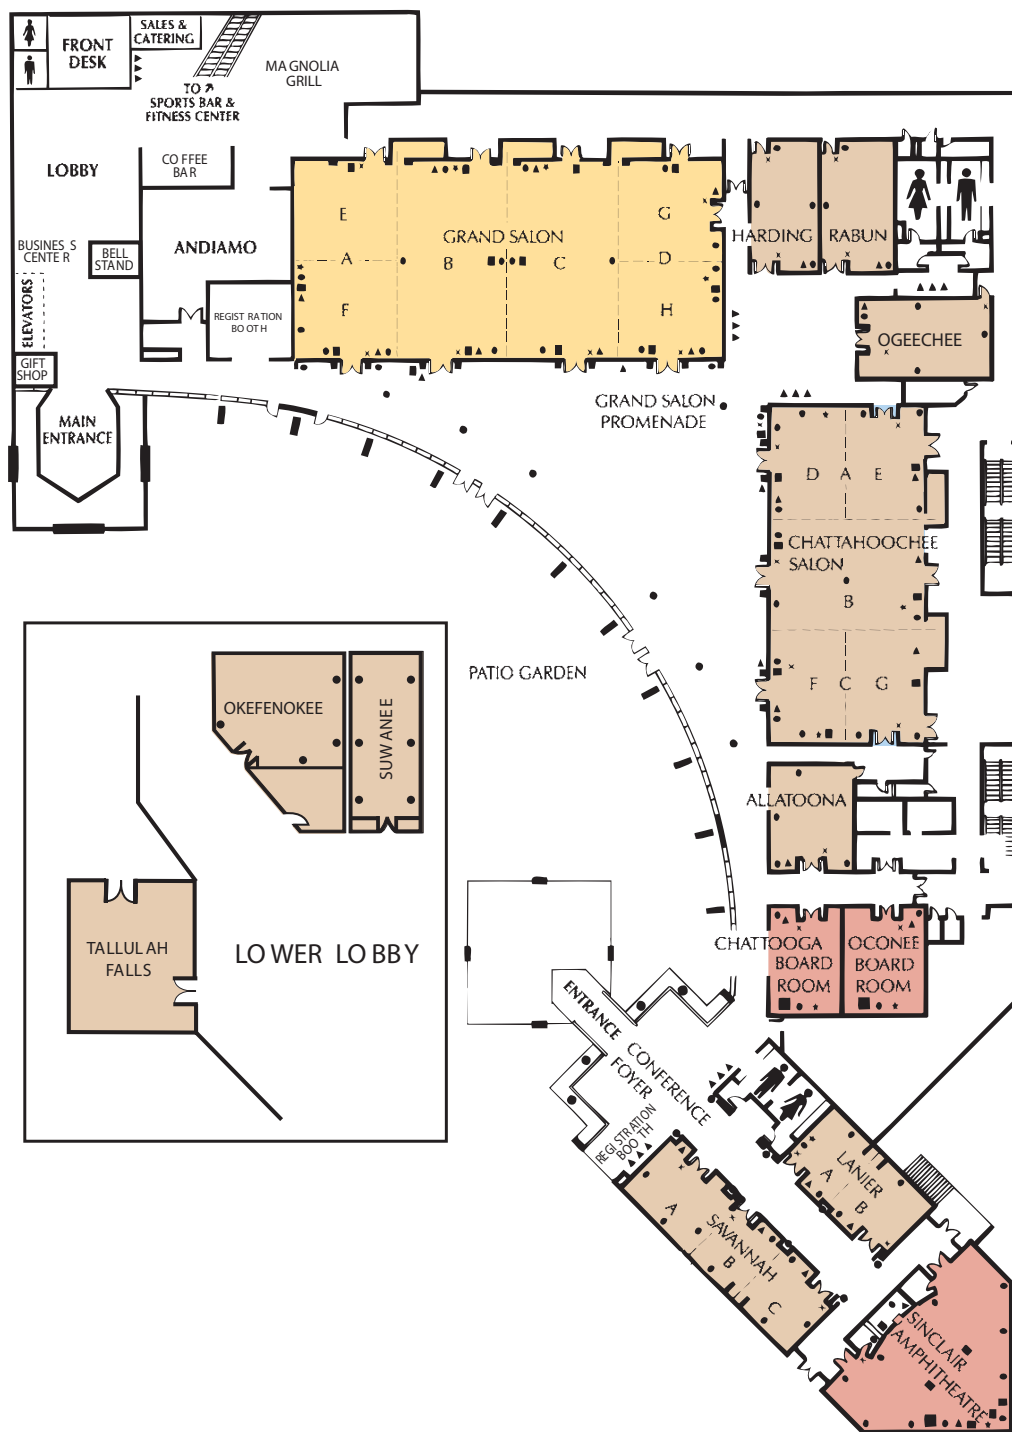 SALES &
CATERING
FRONT
DESK
MAGNOLIA
GRILL
TO
SPORTS BAR &
FITNESS CENTER
LOBBY
COFFEE
BAR
BUSINESS
CENTER
BELL
STAND
ANDIAMO
ELEVATORS
REGISTRATION
BOOTH
GIFT
SHOP
MAIN
ENTRANCE
E
G
GRAND SALON
A
B
C
D
F
H
HARDING
RABUN
OGEECHEE
GRAND SALON
PROMENADE
D A E
CHATTAHOOCHEE
SALON
B
F C G
PATIO GARDEN
ALLATOONA
CHATTOOGA
BOARD
ROOM
OCONEE
BOARD
ROOM
OKEFENOKEE
SUWANEE
TALLULAH
FALLS
LOWER LOBBY
ENTRANCE
CONFERENCE
FOYER
REGISTRATION
BOOTH
LANIER
A
B
SAVANNAH
A
B
C
SINCLAIR
AMPHITHEATRE